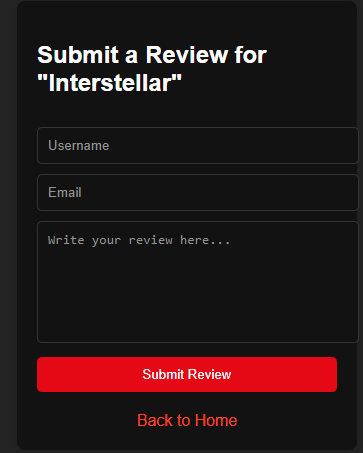 Submit a Review for
"Interstellar"
Username
Email
Write your review here...
Submit Review
Back to Home